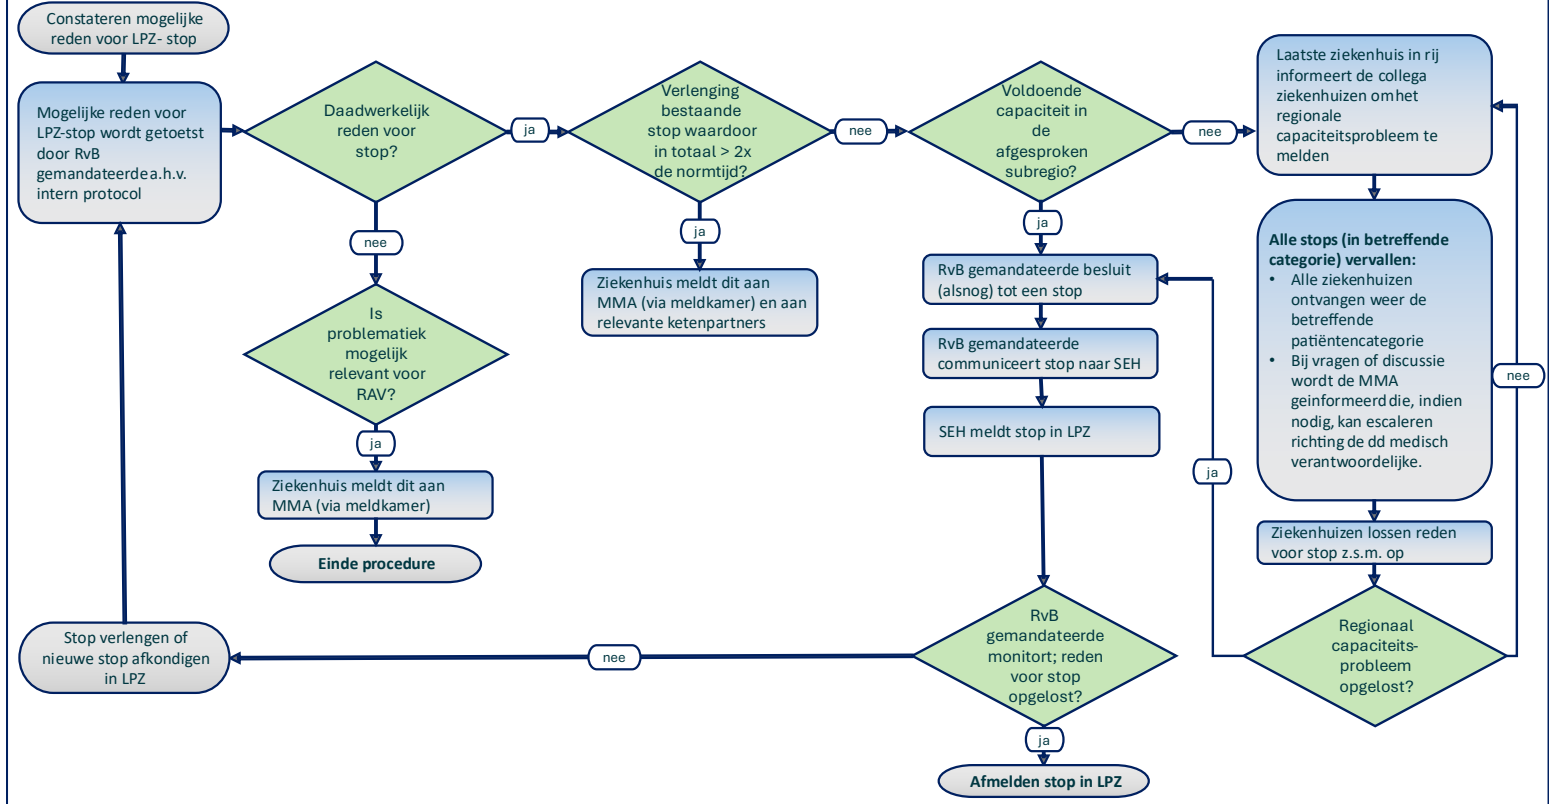 Constateren mogelijke
reden voor LPZ- stop
Mogelijke reden voor
LPZ-stop wordt getoetst
door RvB
gemandateerde a.h.v.
intern protocol
Daadwerkelijk
reden voor
stop?
ja
nee
Is
problematiek
mogelijk
relevant voor
RAV?
ja
Ziekenhuis meldt dit aan
MMA (via meldkamer)
Einde procedure
Verlenging
bestaande
stop waardoor
in totaal > 2x
de normtijd?
nee
ja
Ziekenhuis meldt dit aan
MMA (via meldkamer) en aan
relevante ketenpartners
Voldoende
capaciteit in
de
afgesproken
subregio?
nee
ja
RvB gemandateerde besluit
(alsnog) tot een stop
RvB gemandateerde
communiceert stop naar SEH
SEH meldt stop in LPZ
RvB
gemandateerde
monitort; reden
voor stop
opgelost?
nee
Stop verlengen of
nieuwe stop afkondigen
in LPZ
ja
Afmelden stop in LPZ
Laatste ziekenhuis in rij
informeert de collega
ziekenhuizen om het
regionale
capaciteitsprobleem te
melden
Alle stops (in betreffende
categorie) vervallen:
• Alle ziekenhuizen
ontvangen weer de
betreffende
patiëntencategorie
• Bij vragen of discussie
wordt de MMA
geinformeerd die, indien
nodig, kan escaleren
richting de dd medisch
verantwoordelijke.
Ziekenhuizen lossen reden
voor stop z.s.m. op
Regionaal
capaciteits-
probleem
opgelost?
ja
nee